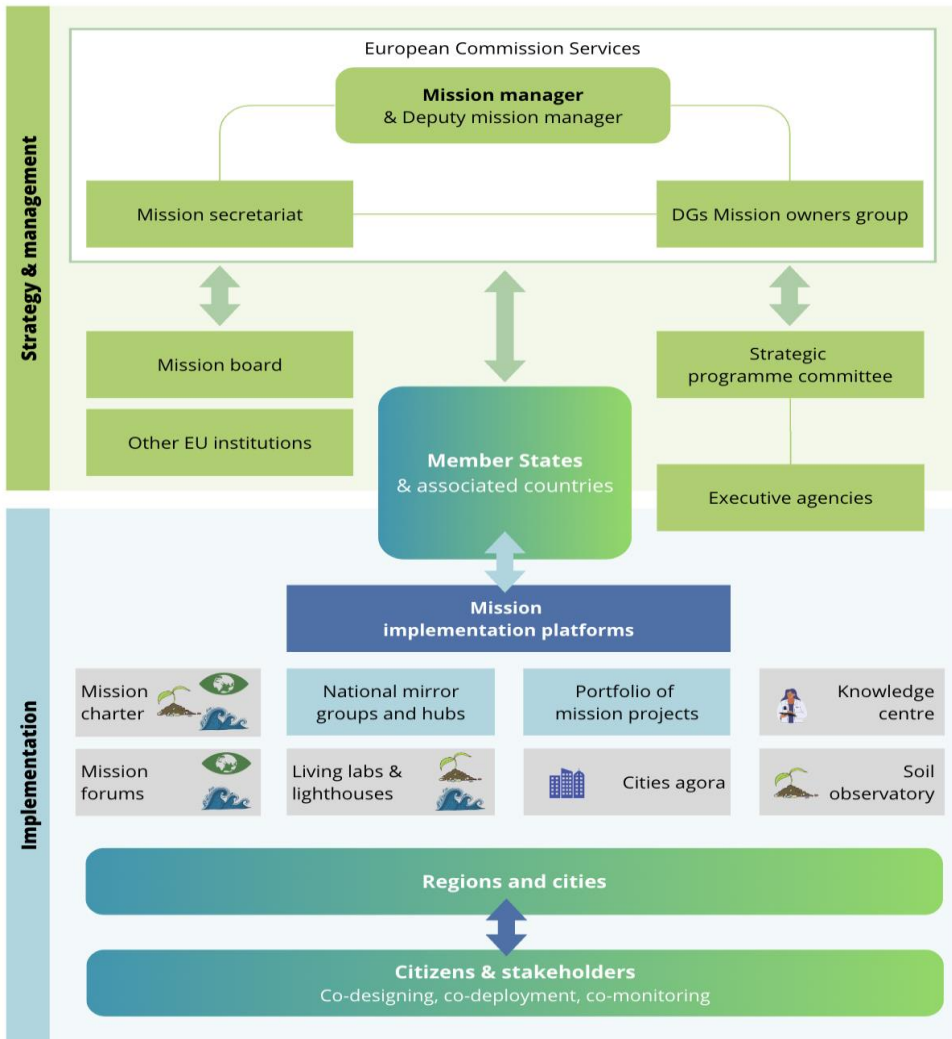 Strategy & management
European Commission Services
Mission manager
& Deputy mission manager
Mission secretariat
DGs Mission owners group
Mission board
Other EU institutions
Strategic
programme committee
Executive agencies
Member States
& associated countries
Implementation
Mission
implementation platforms
Mission
charter
National mirror
groups and hubs
Portfolio of
mission projects
Knowledge
centre
Mission
forums
Living labs &
lighthouses
Cities agora
Soil
observatory
Regions and cities
Citizens & stakeholders
Co-designing, co-deployment, co-monitoring